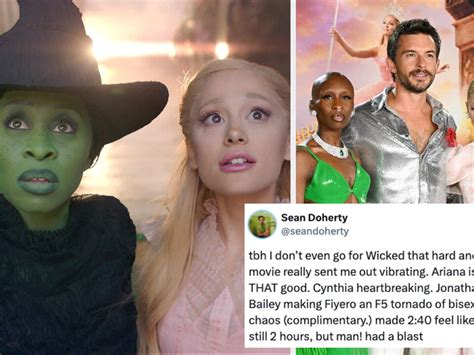 Sean Doherty
@seandoherty
tbh I don't even go for Wicked that hard and
movie really sent me out vibrating. Ariana is
THAT good. Cynthia heartbreaking. Jonatha
Bailey making Fiyero an F5 tornado of bisex
chaos (complimentary.) made 2:40 feel like
still 2 hours, but man! had a blast